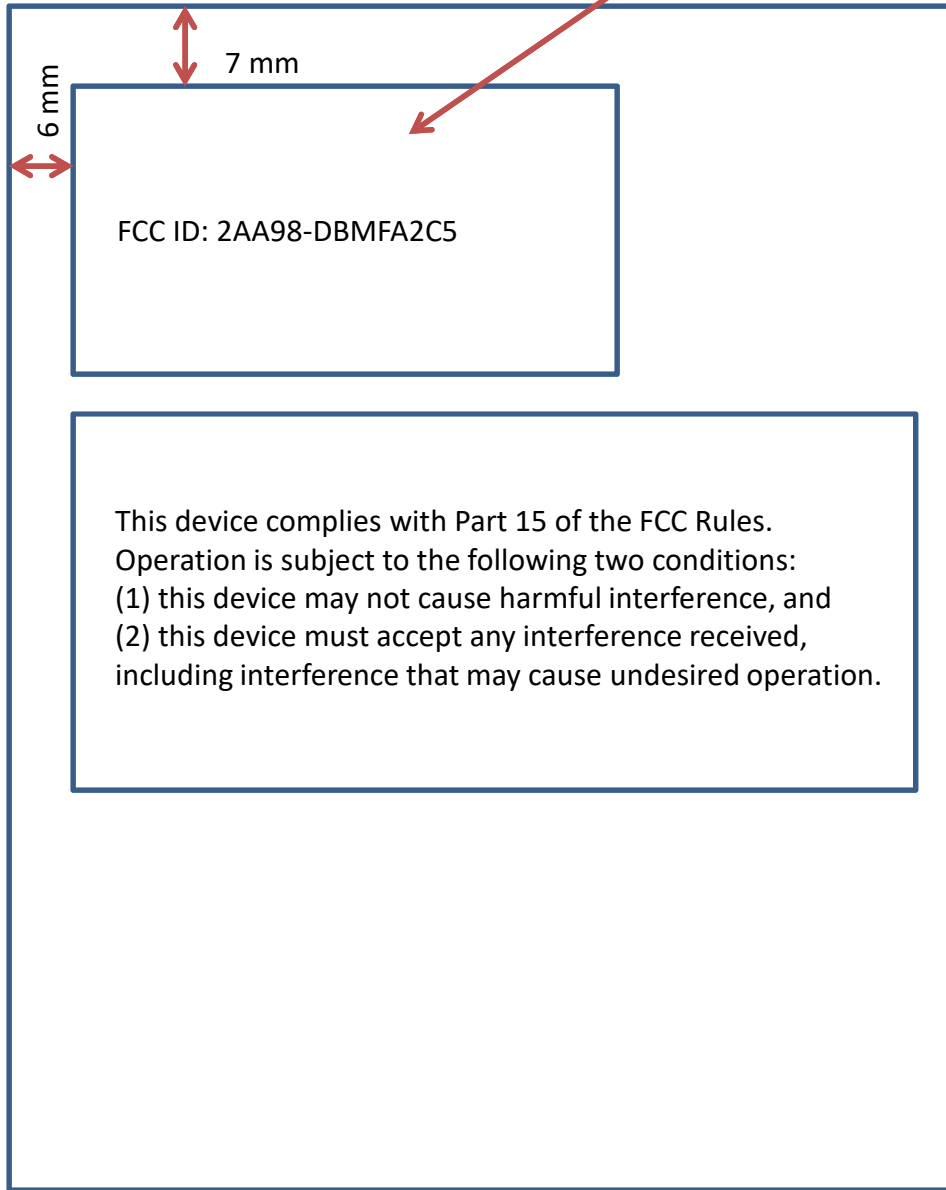 7 mm
6 mm
FCC ID: 2AA98-DBMFA2C5
This device complies with Part 15 of the FCC Rules.
Operation is subject to the following two conditions:
(1) this device may not cause harmful interference, and
(2) this device must accept any interference received,
including interference that may cause undesired operation.